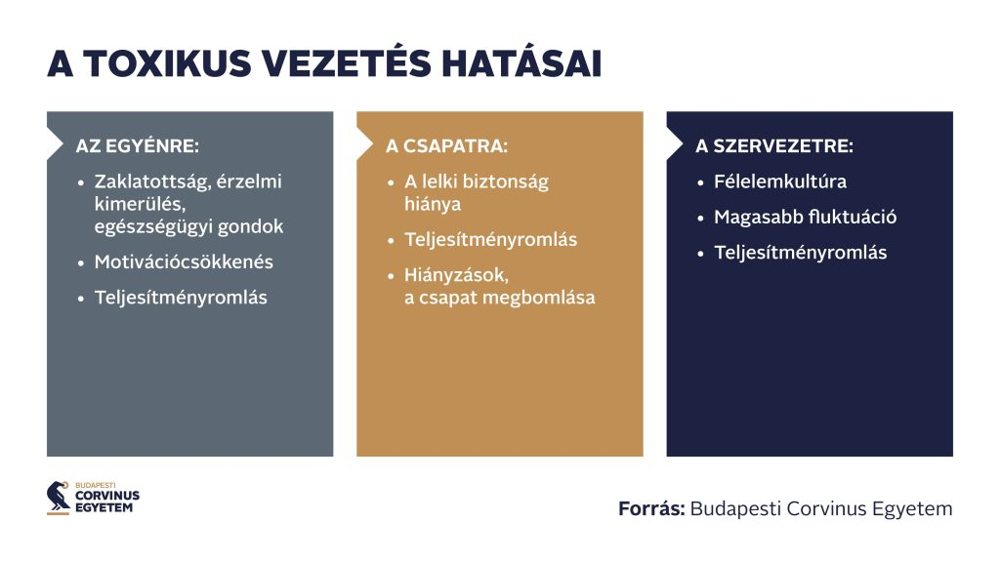 A TOXIKUS VEZETÉS HATÁSAI
AZ EGYÉNRE:
• Zaklatottság, érzelmi
kimerülés,
egészségügyi gondok
• Motivációcsökkenés
• Teljesítményromlás
A CSAPATRA:
• A lelki biztonság
hiánya
• Teljesítményromlás
• Hiányzások,
a csapat megbomlása
A SZERVEZETRE:
• Félelemkultúra
• Magasabb fluktuáció
• Teljesítményromlás
BUDAPESTI
CORVINUS
EGYETEM
Forrás: Budapesti Corvinus Egyetem